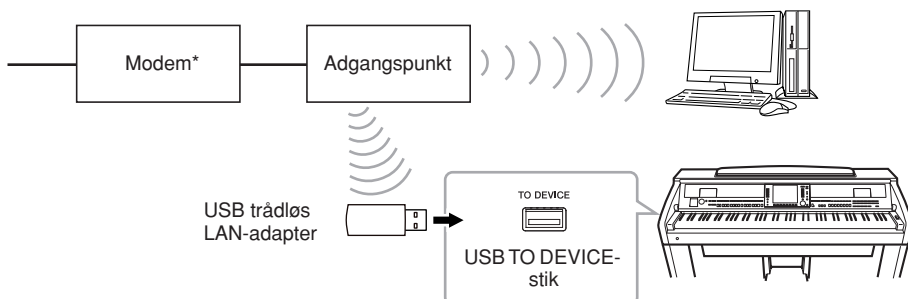 Modem*
Adgangspunkt
USB trådløs
LAN-adapter
TO DEVICE
USB TO DEVICE-
stik